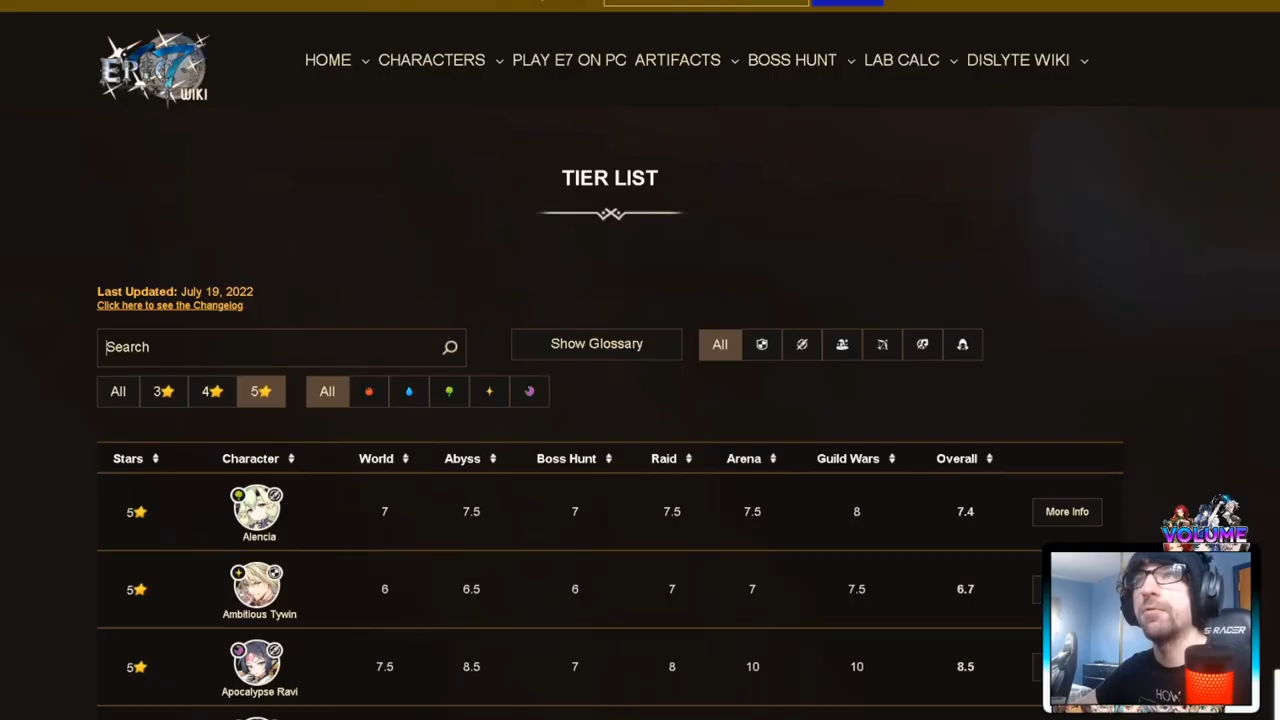 WIKI
HOME CHARACTERS PLAY E7 ON PC ARTIFACTS BOSS HUNT LAB CALC DISLYTE WIKI
TIER LIST
Last Updated: July 19, 2022
Click here to see the Changelog
Search
Show Glossary
All
All 3 4 5 All
Stars Character World Abyss Boss Hunt Raid Arena Guild Wars Overall
5 7 7.5 7 7.5 7.5 8 7.4 More Info
Alencia
5 6 6.5 6 7 7 7.5 6.7
Ambitious Tywin
5 7.5 8.5 7 8 10 10 8.5
Apocalypse Ravi
VOLUME
S RACER
HOW